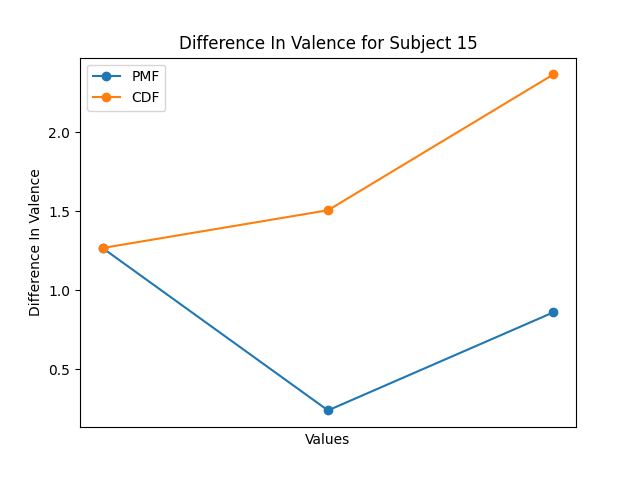 Difference In Valence for Subject 15
PMF
CDF
2.0
1.5
1.0
0.5
Difference In Valence
Values